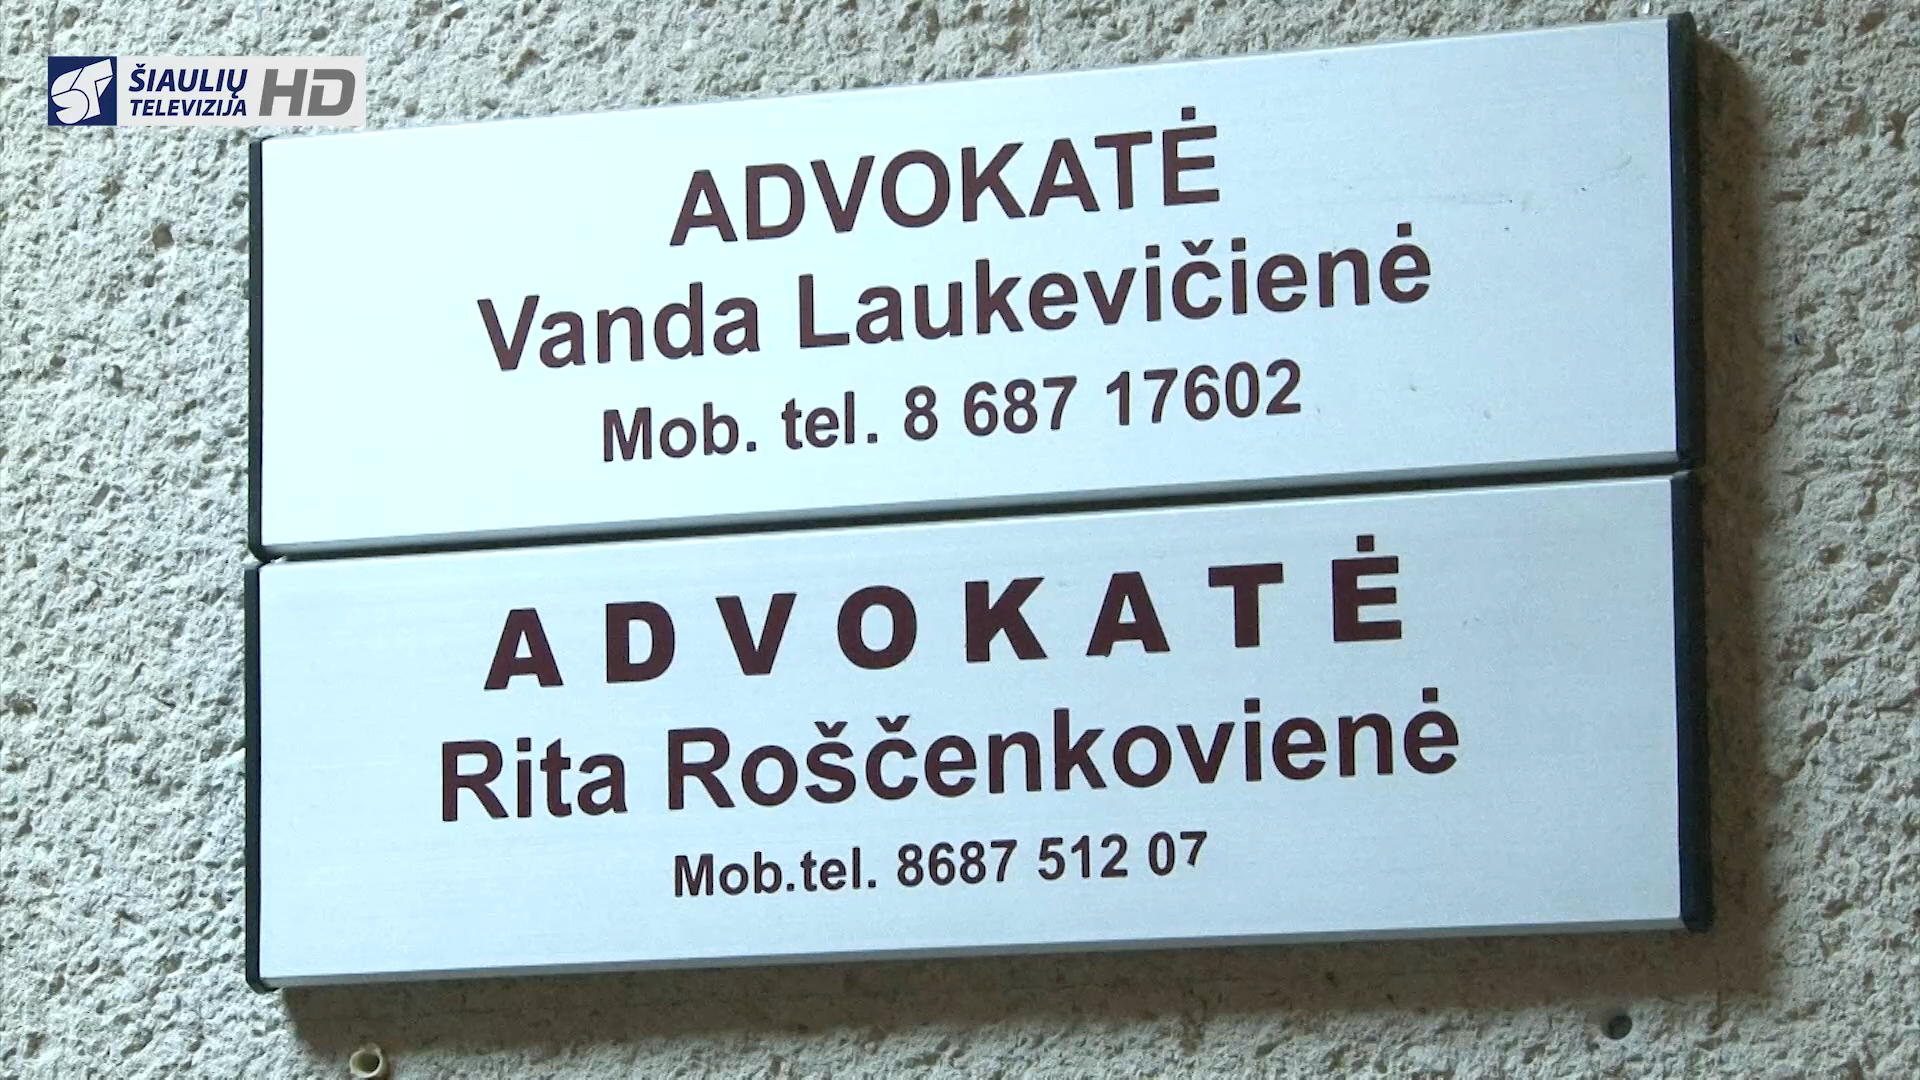 ŠIAULIŲ
TELEVIZIJA HD
ADVOKATĖ
Vanda Laukevičienė
Mob. tel. 8 687 17602
ADVOKATĖ
Rita Roščenkovienė
Mob.tel. 8687 512 07